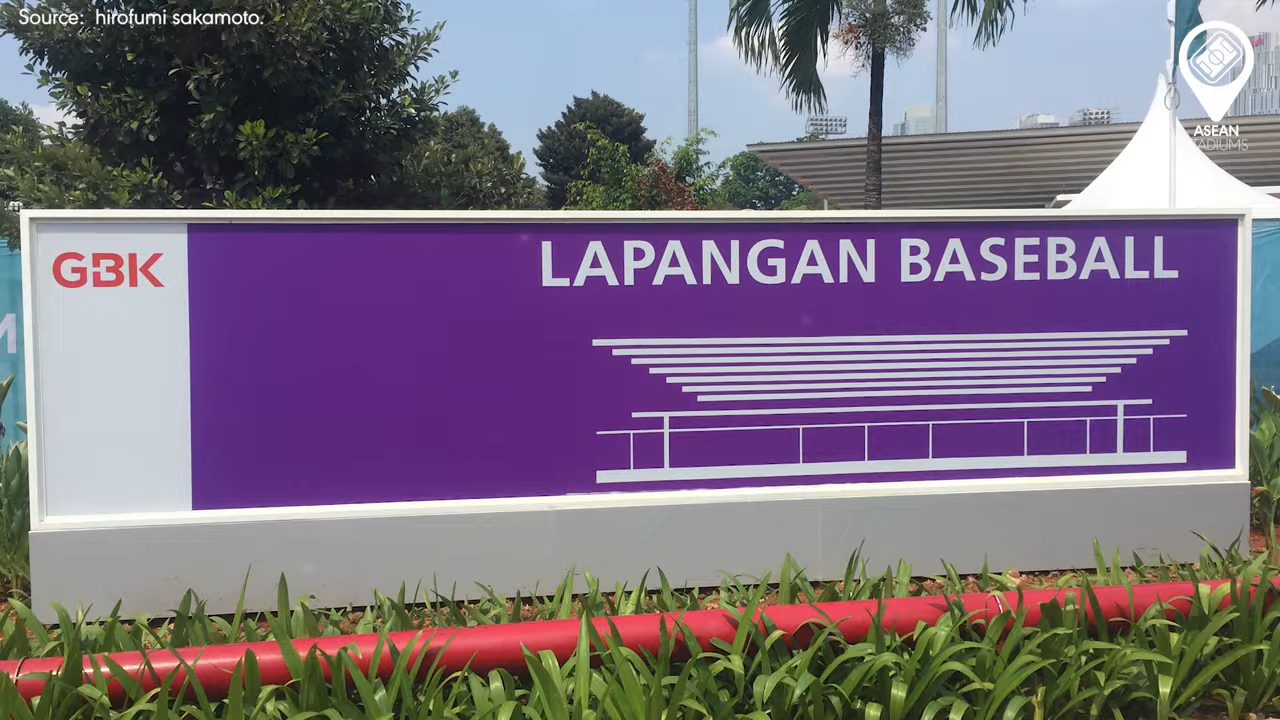 Source: hirofumi sakamoto.
ASEAN
STADIUMS
GBK
LAPANGAN BASEBALL
M